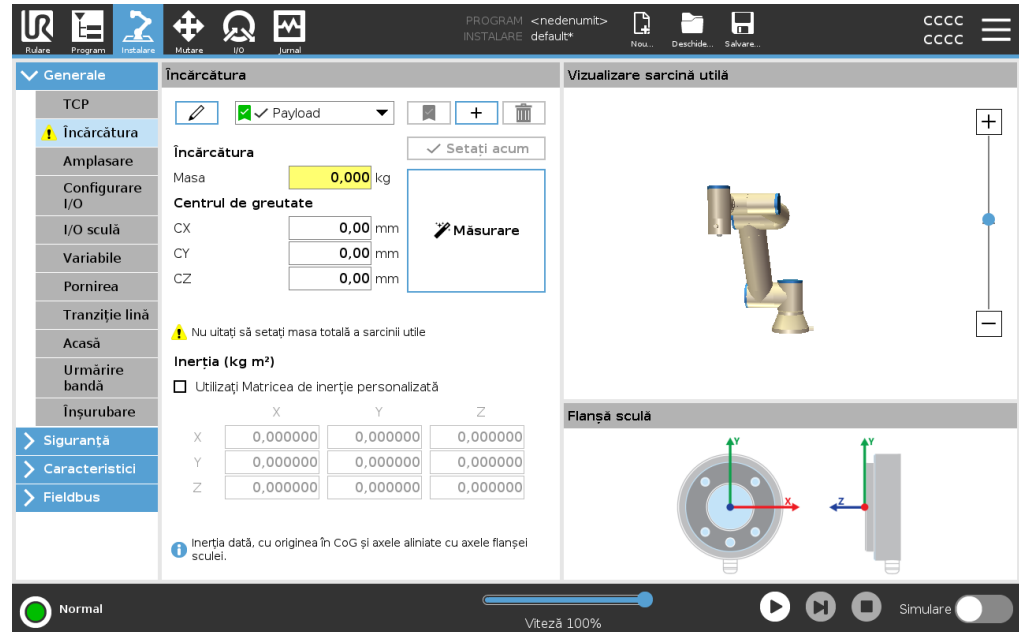 PROGRAM <nedenumit>
INSTALARE default*
Rulare Program Instalare Mutare I/O Jurnal
Nou... Deschide... Salvare...
CCCC
CCCC
Generale
TCP
Încărcătura
Amplasare
Configurare
I/O
I/O sculă
Variabile
Pornirea
Tranziție lină
Acasă
Urmărire
bandă
Înșurubare
Siguranță
Caracteristici
Fieldbus
Încărcătura
Payload
Setați acum
Încărcătura
Masa 0,000 kg
Centrul de greutate
CX 0,00 mm
CY 0,00 mm
CZ 0,00 mm
Măsurare
Nu uitați să setați masa totală a sarcinii utile
Inerția (kg m²)
Utilizați Matricea de inerție personalizată
X Y Z
X 0,000000 0,000000 0,000000
Y 0,000000 0,000000 0,000000
Z 0,000000 0,000000 0,000000
Inerția dată, cu originea în CoG și axele aliniate cu axele flanșei
sculei.
Vizualizare sarcină utilă
Flanșă sculă
Y Y
X Z
Normal
Viteză 100%
Simulare